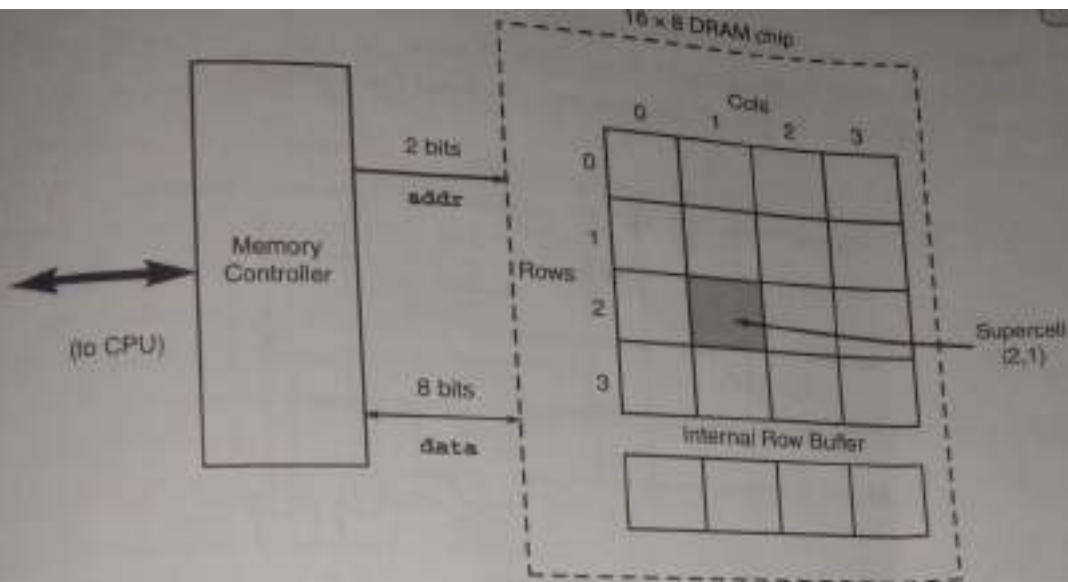 16 x 8 DRAM chip
Cols
0 1 2 3
0
2 bits
addr
1
Memory
Controller
Rows
2
Supercell
(2,1)
(to CPU)
3
8 bits
data
Internal Row Buffer